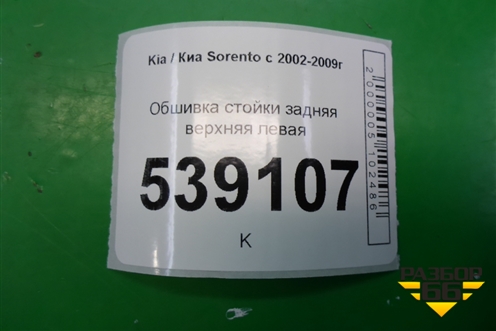 Kia / Киа Sorento с 2002-2009г
Обшивка стойки задняя
верхняя левая
539107
К
2000005102486
РАЗБОР
66